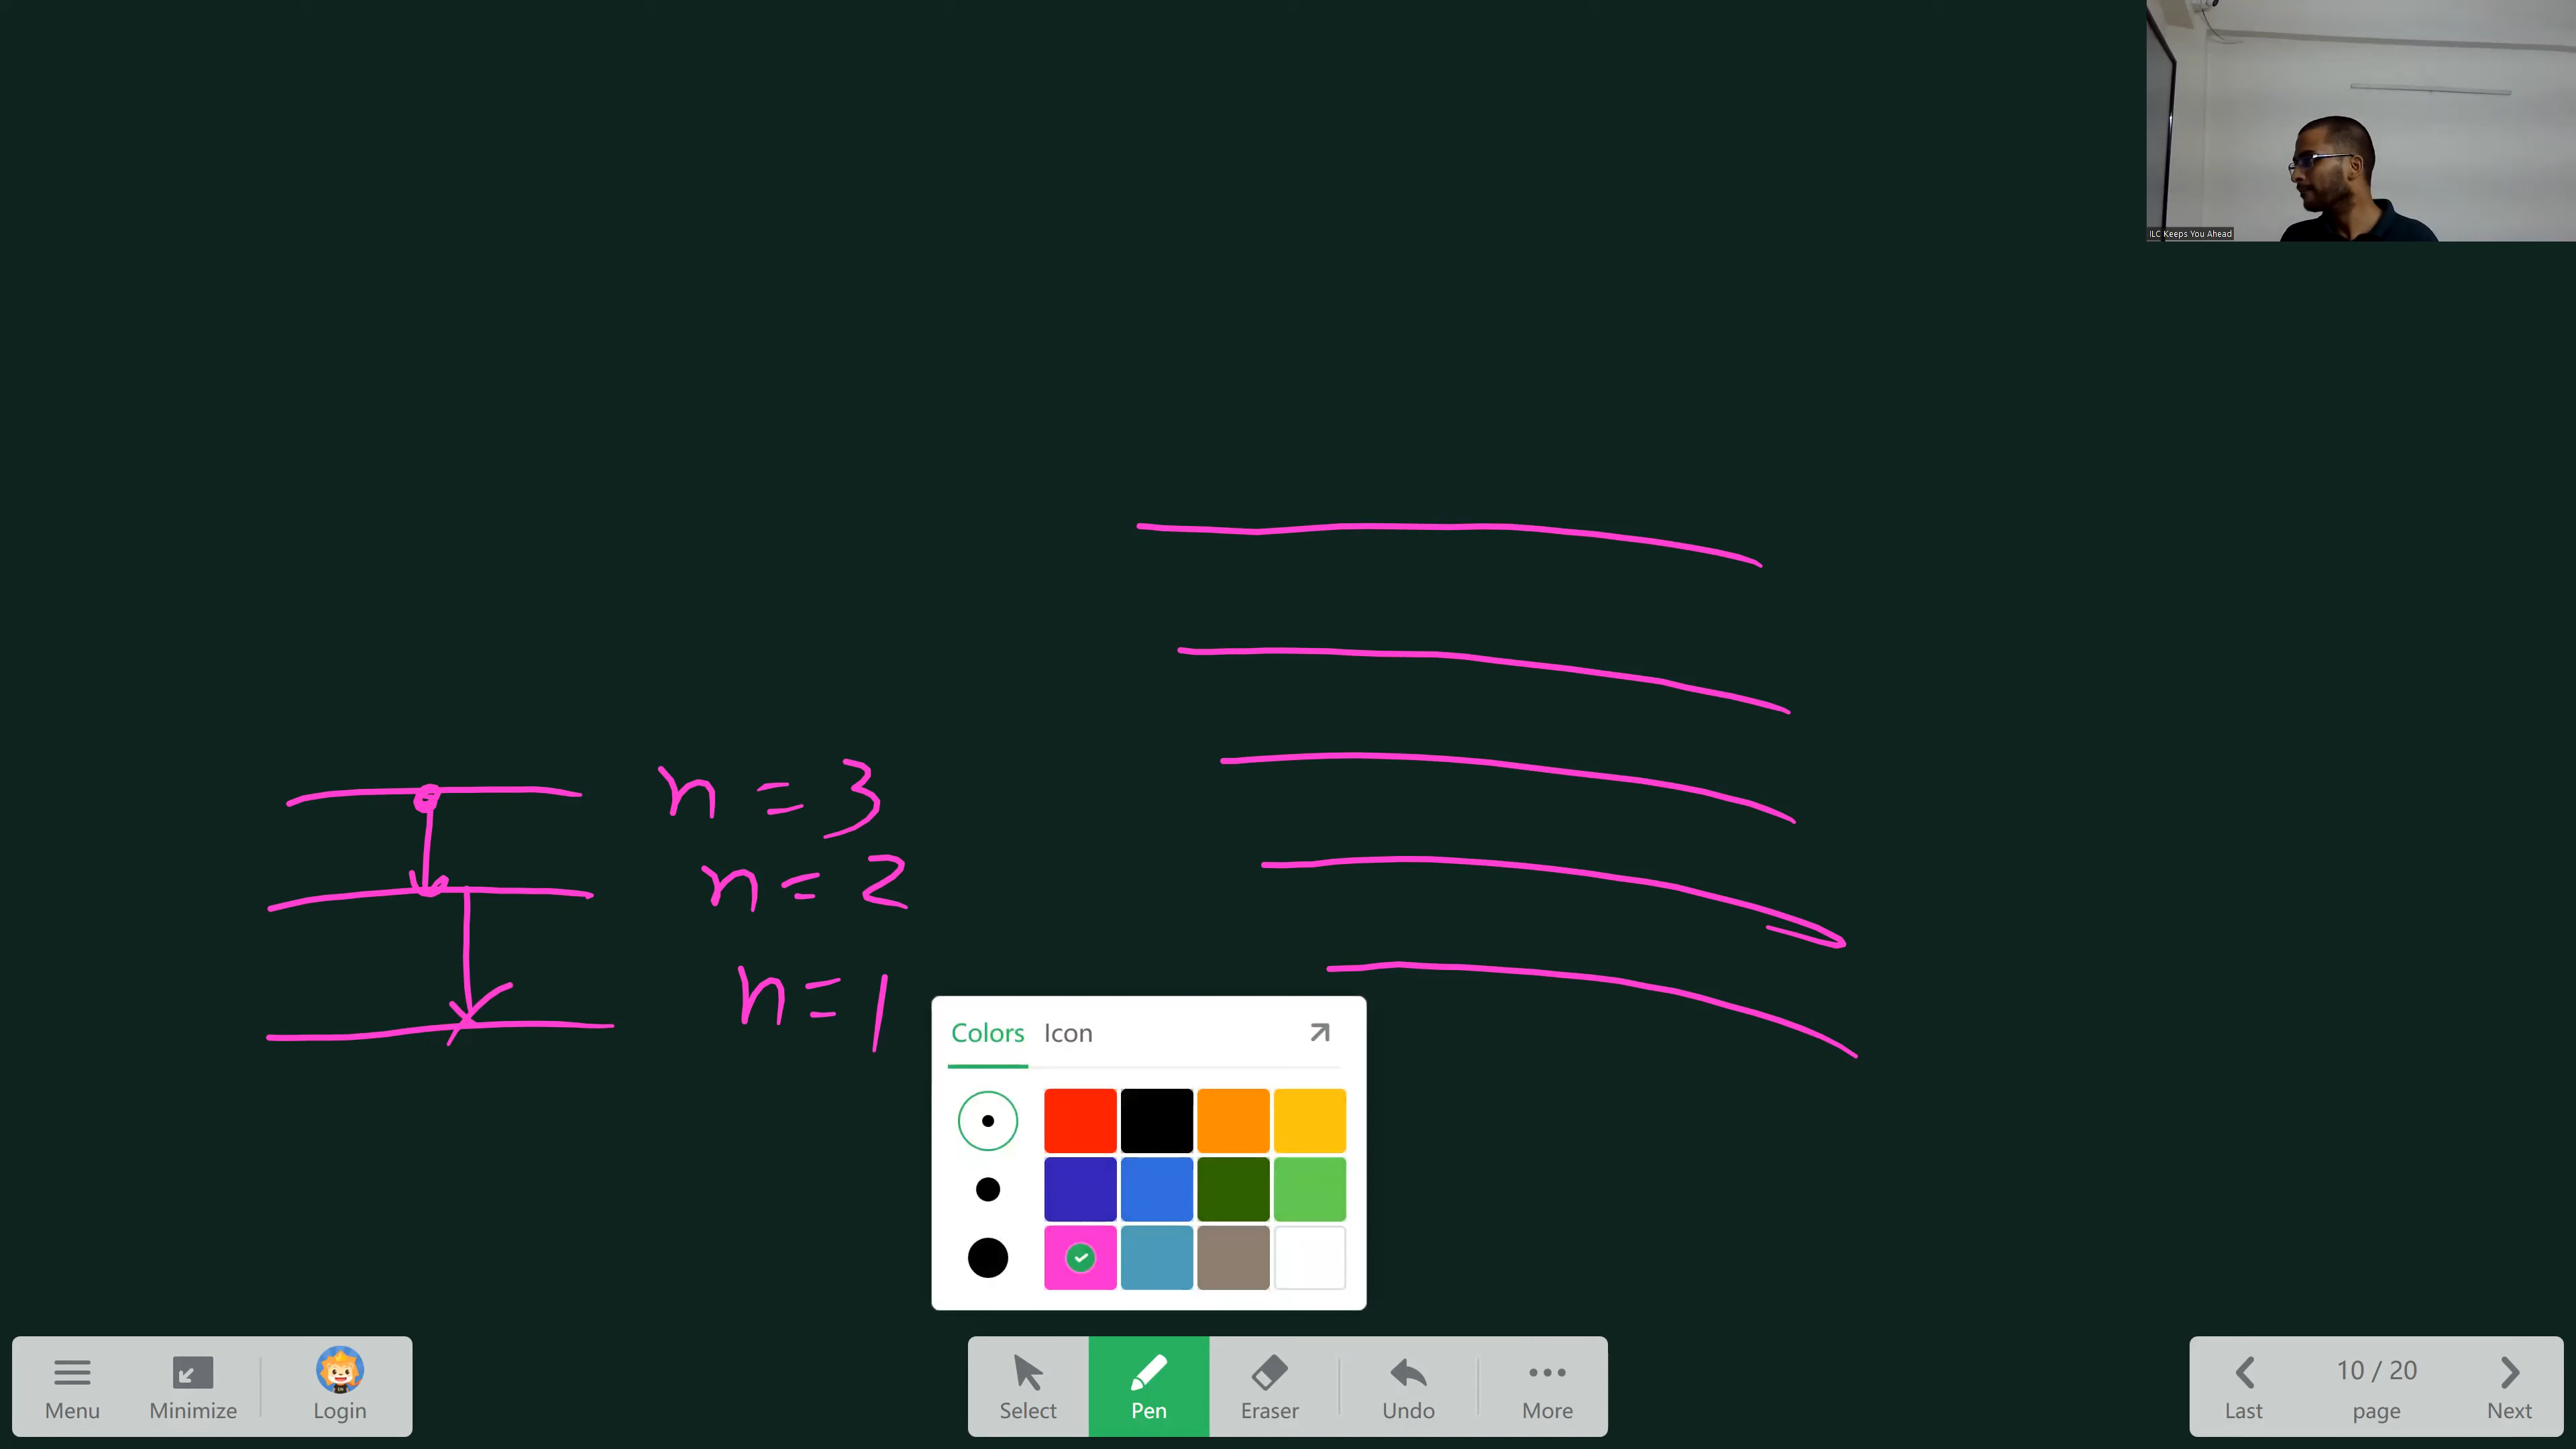 ILC Keeps You Ahead
n = 3
n = 2
n = 1
Colors Icon
Menu Minimize Login
Select Pen Eraser Undo More
10 / 20
Last page Next